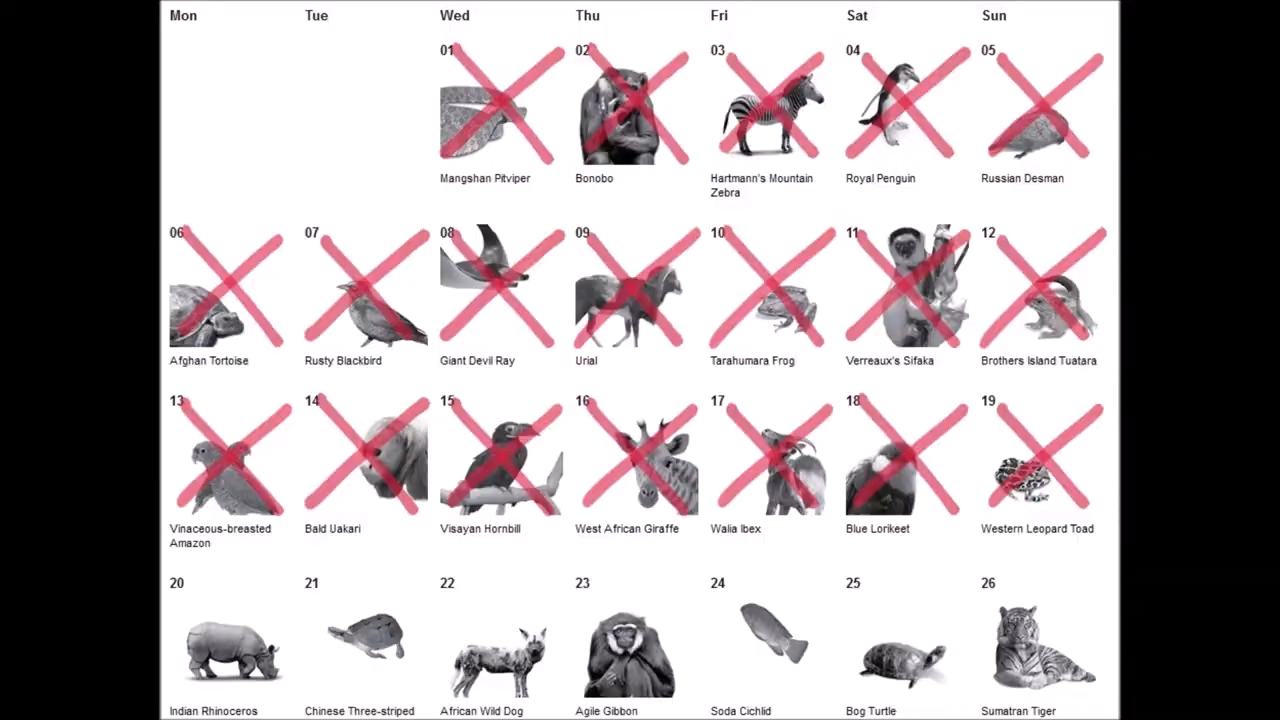 Mon Tue Wed Thu Fri Sat Sun
01 02 03 04 05
Mangshan Pitviper Bonobo Hartmann's Mountain Royal Penguin Russian Desman
Zebra
06 07 08 09 10 11 12
Afghan Tortoise Rusty Blackbird Giant Devil Ray Urial Tarahumara Frog Verreaux's Sifaka Brothers Island Tuatara
13 14 15 16 17 18 19
Vinaceous-breasted Bald Uakari Visayan Hornbill West African Giraffe Walia Ibex Blue Lorikeet Western Leopard Toad
Amazon
20 21 22 23 24 25 26
Indian Rhinoceros Chinese Three-striped African Wild Dog Agile Gibbon Soda Cichlid Bog Turtle Sumatran Tiger